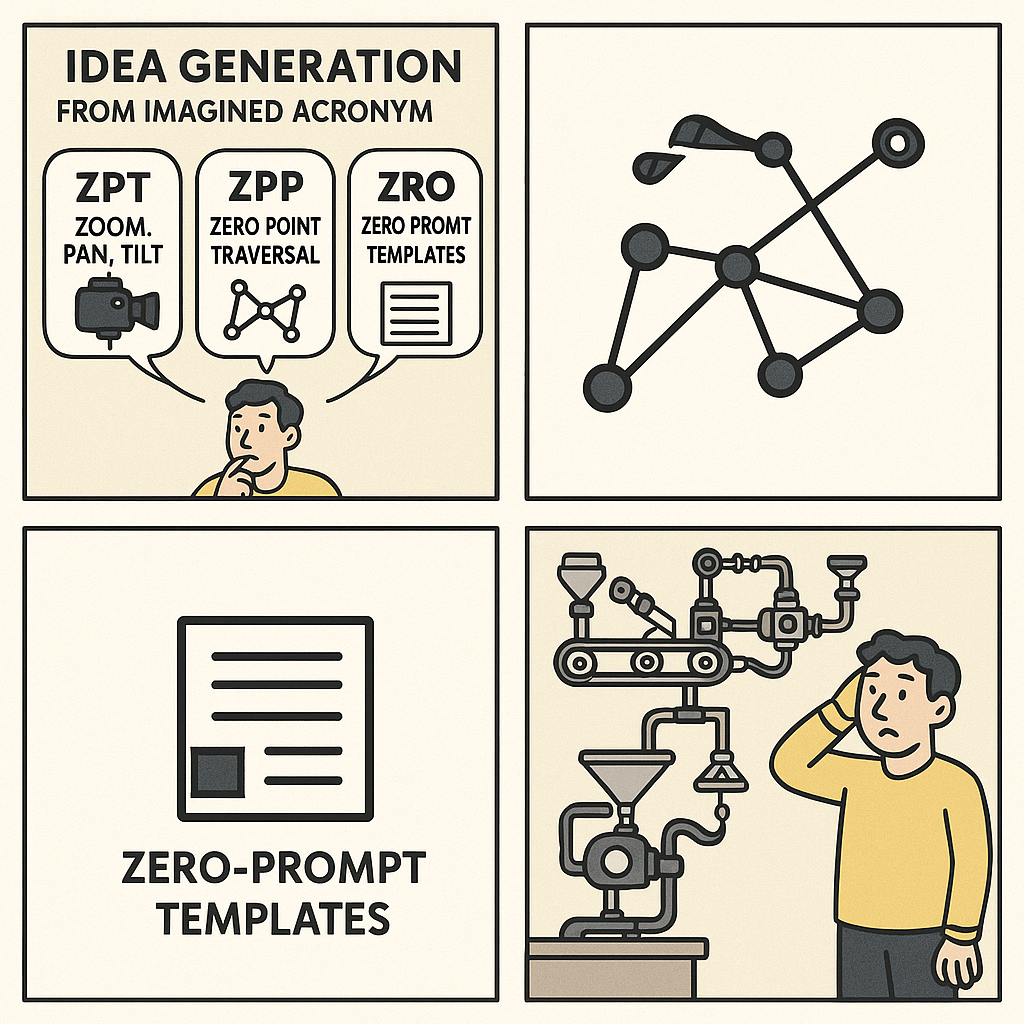 IDEA GENERATION
FROM IMAGINED ACRONYM
ZPT
ZOOM.
PAN, TILT
ZPP
ZERO POINT
TRAVERSAL
ZRO
ZERO PROMT
TEMPLATES
ZERO-PROMPT
TEMPLATES